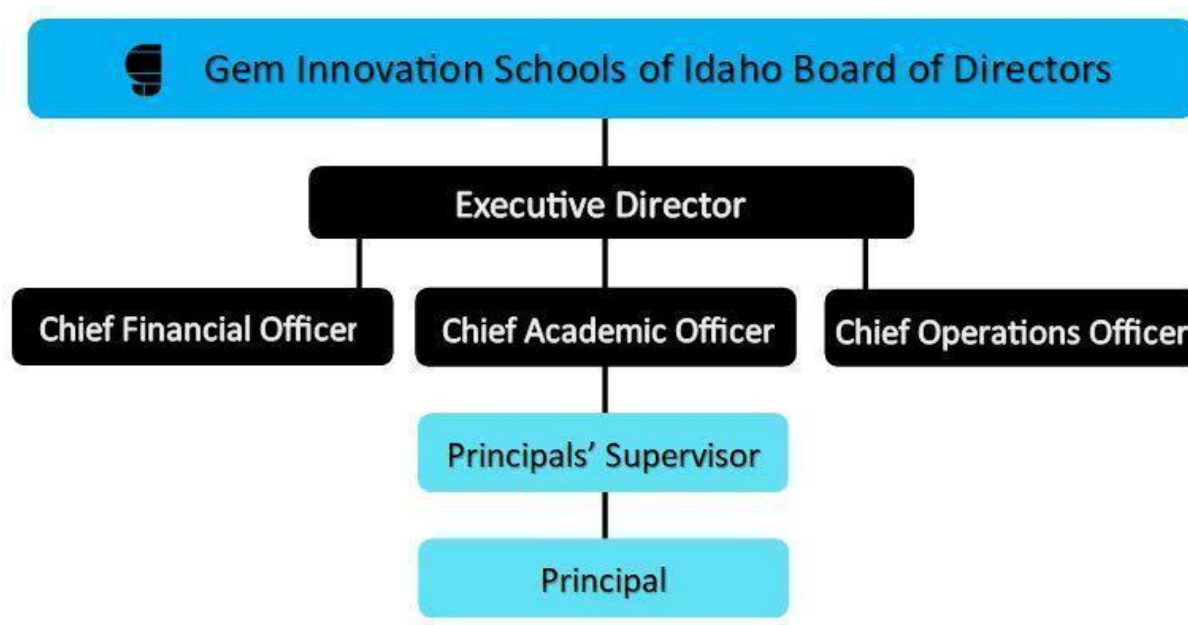 Gem Innovation Schools of Idaho Board of Directors
Executive Director
Chief Financial Officer
Chief Academic Officer
Chief Operations Officer
Principals’ Supervisor
Principal